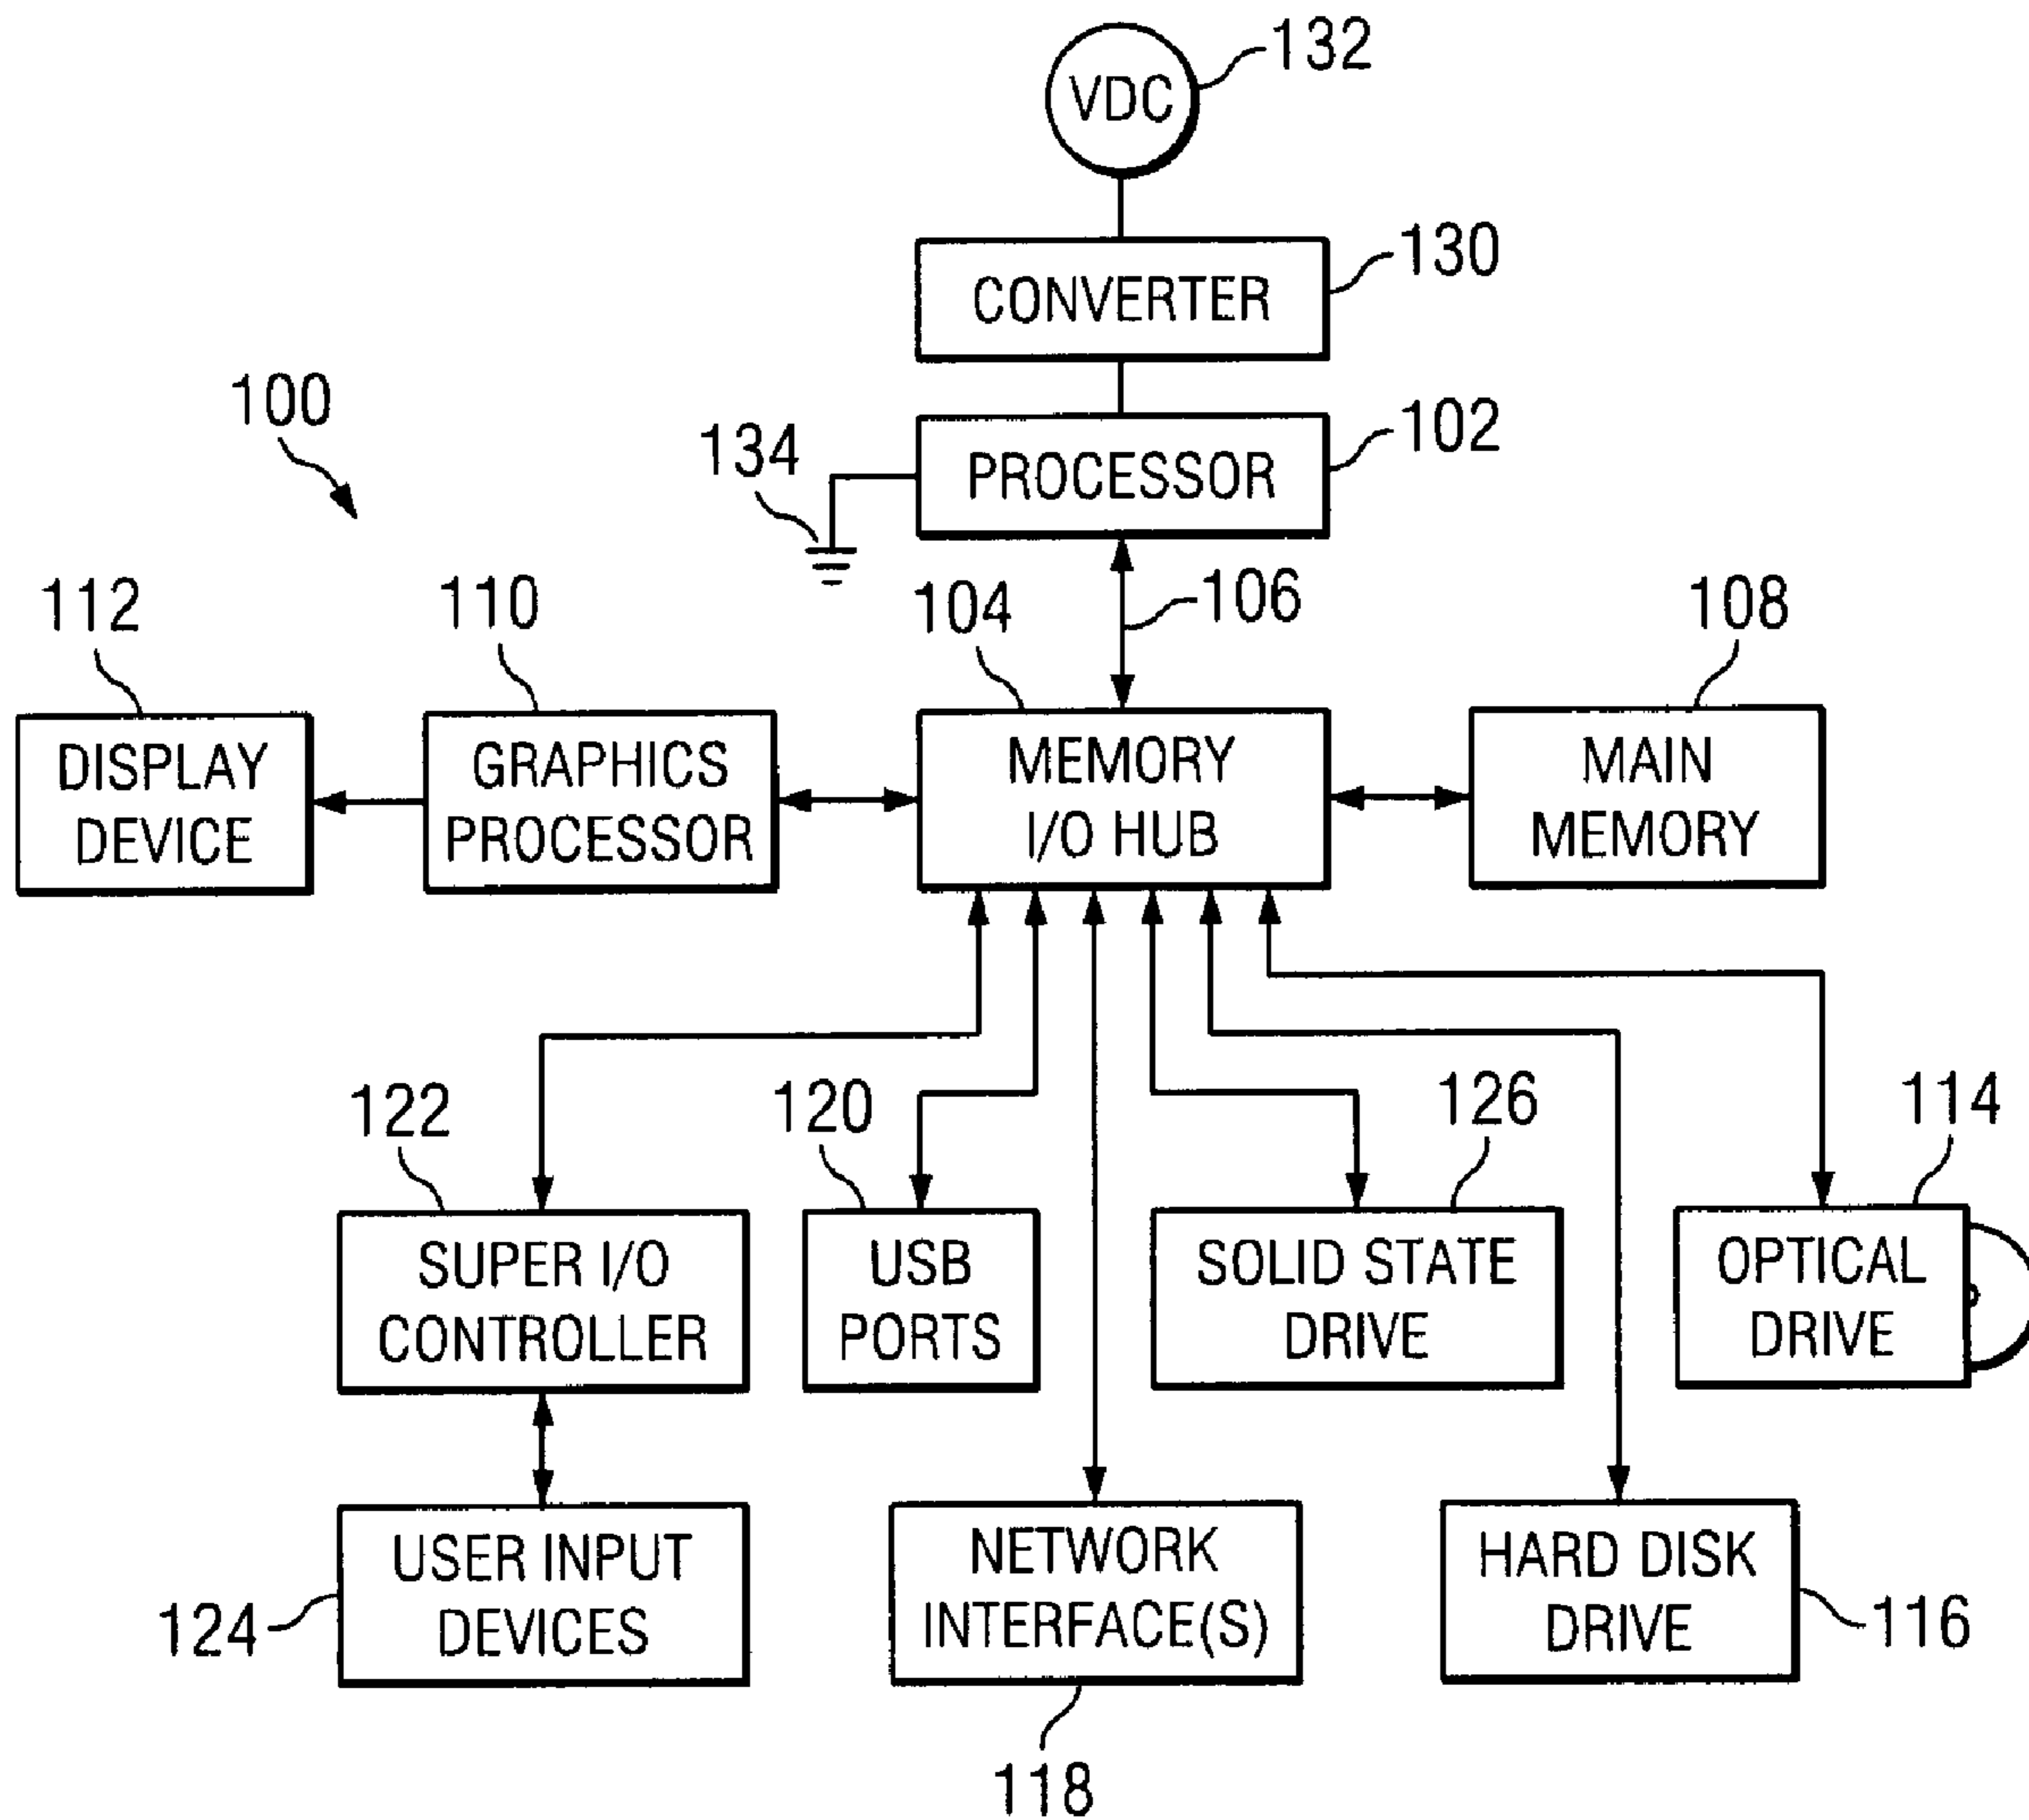 132
VDC
130
CONVERTER
100
134
102
PROCESSOR
112
110
104
106
108
DISPLAY
DEVICE
GRAPHICS
PROCESSOR
MEMORY
I/O HUB
MAIN
MEMORY
122
120
126
114
SUPER I/O
CONTROLLER
USB
PORTS
SOLID STATE
DRIVE
OPTICAL
DRIVE
124
USER INPUT
DEVICES
NETWORK
INTERFACE(S)
HARD DISK
DRIVE
116
118